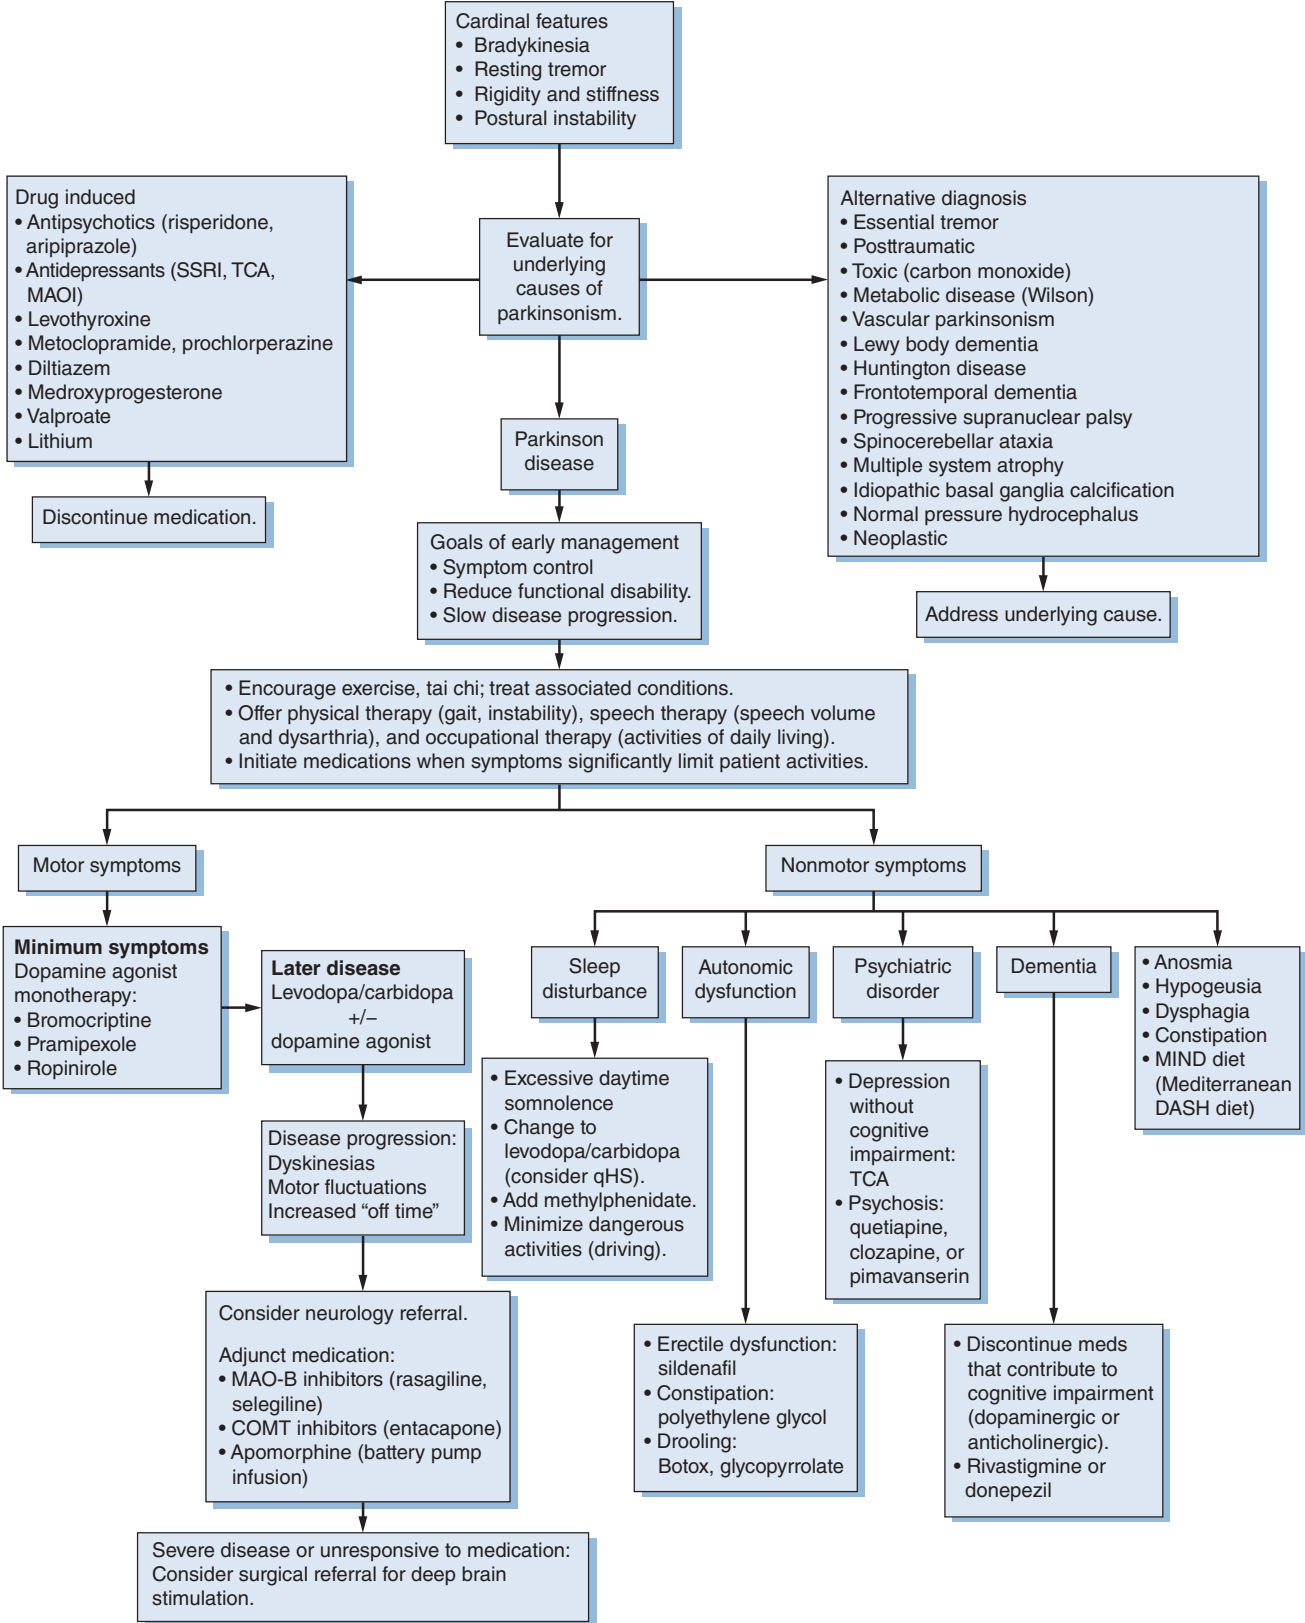 Cardinal features
• Bradykinesia
• Resting tremor
• Rigidity and stiffness
• Postural instability
Drug induced
• Antipsychotics (risperidone,
aripiprazole)
• Antidepressants (SSRI, TCA,
MAOI)
• Levothyroxine
• Metoclopramide, prochlorperazine
• Diltiazem
• Medroxyprogesterone
• Valproate
• Lithium
Discontinue medication.
Evaluate for
underlying
causes of
parkinsonism.
Alternative diagnosis
• Essential tremor
• Posttraumatic
• Toxic (carbon monoxide)
• Metabolic disease (Wilson)
• Vascular parkinsonism
• Lewy body dementia
• Huntington disease
• Frontotemporal dementia
• Progressive supranuclear palsy
• Spinocerebellar ataxia
• Multiple system atrophy
• Idiopathic basal ganglia calcification
• Normal pressure hydrocephalus
• Neoplastic
Address underlying cause.
Parkinson
disease
Goals of early management
• Symptom control
• Reduce functional disability.
• Slow disease progression.
• Encourage exercise, tai chi; treat associated conditions.
• Offer physical therapy (gait, instability), speech therapy (speech volume
and dysarthria), and occupational therapy (activities of daily living).
• Initiate medications when symptoms significantly limit patient activities.
Motor symptoms
Minimum symptoms
Dopamine agonist
monotherapy:
• Bromocriptine
• Pramipexole
• Ropinirole
Later disease
Levodopa/carbidopa
+/–
dopamine agonist
Disease progression:
Dyskinesias
Motor fluctuations
Increased “off time”
Consider neurology referral.
Adjunct medication:
• MAO-B inhibitors (rasagiline,
selegiline)
• COMT inhibitors (entacapone)
• Apomorphine (battery pump
infusion)
Severe disease or unresponsive to medication:
Consider surgical referral for deep brain
stimulation.
Nonmotor symptoms
Sleep
disturbance
• Excessive daytime
somnolence
• Change to
levodopa/carbidopa
(consider qHS).
• Add methylphenidate.
• Minimize dangerous
activities (driving).
Autonomic
dysfunction
• Erectile dysfunction:
sildenafil
• Constipation:
polyethylene glycol
• Drooling:
Botox, glycopyrrolate
Psychiatric
disorder
• Depression
without
cognitive
impairment:
TCA
• Psychosis:
quetiapine,
clozapine, or
pimavanserin
Dementia
• Discontinue meds
that contribute to
cognitive impairment
(dopaminergic or
anticholinergic).
• Rivastigmine or
donepezil
• Anosmia
• Hypogeusia
• Dysphagia
• Constipation
• MIND diet
(Mediterranean
DASH diet)